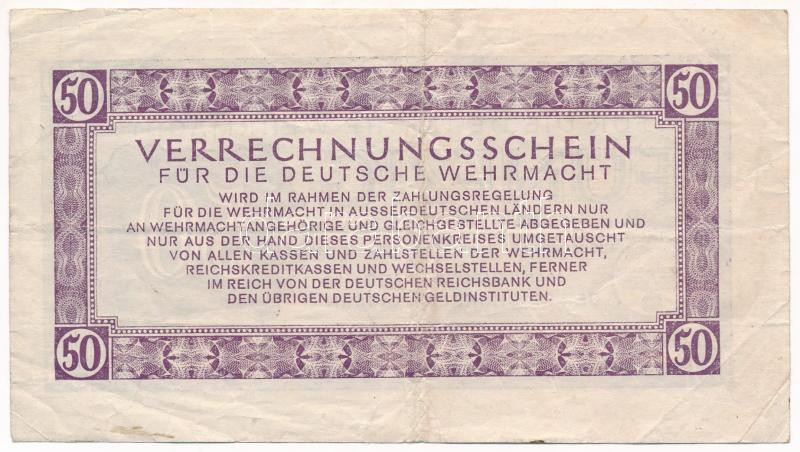 50
50
VERRECHNUNGSSCHEIN
FÜR DIE DEUTSCHE WEHRMACHT
WIRD IM RAHMEN DER ZAHLUNGSREGELUNG
FÜR DIE WEHRMACHT IN AUSSERDEUTSCHEN LÄNDERN NUR
AN WEHRMACHTANGEHÖRIGE UND GLEICHGESTELLTE ABGEGEBEN UND
NUR AUS DER HAND DIESES PERSONENKREISES UMGETAUSCHT
VON ALLEN KASSEN UND ZAHLSTELLEN DER WEHRMACHT,
REICHSKREDITKASSEN UND WECHSELSTELLEN, FERNER
IM REICH VON DER DEUTSCHEN REICHSBANK UND
DEN ÜBRIGEN DEUTSCHEN GELDINSTITUTEN.
50
50